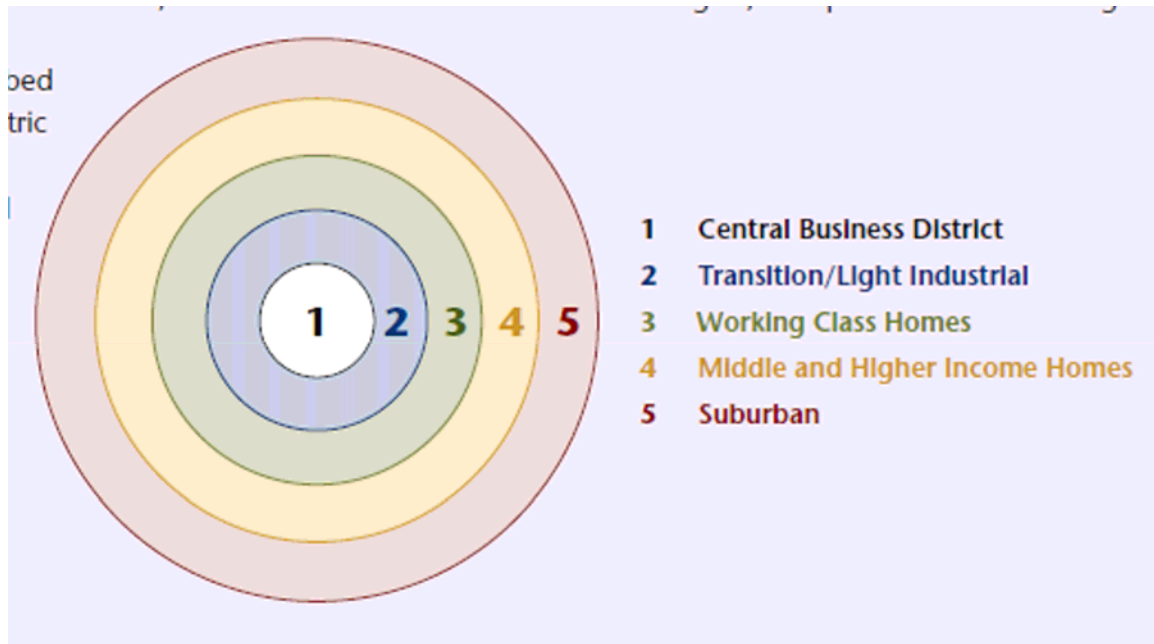 bed
tric
1 2 3 4 5
1 Central Business District
2 Transition/Light Industrial
3 Working Class Homes
4 Middle and Higher Income Homes
5 Suburban